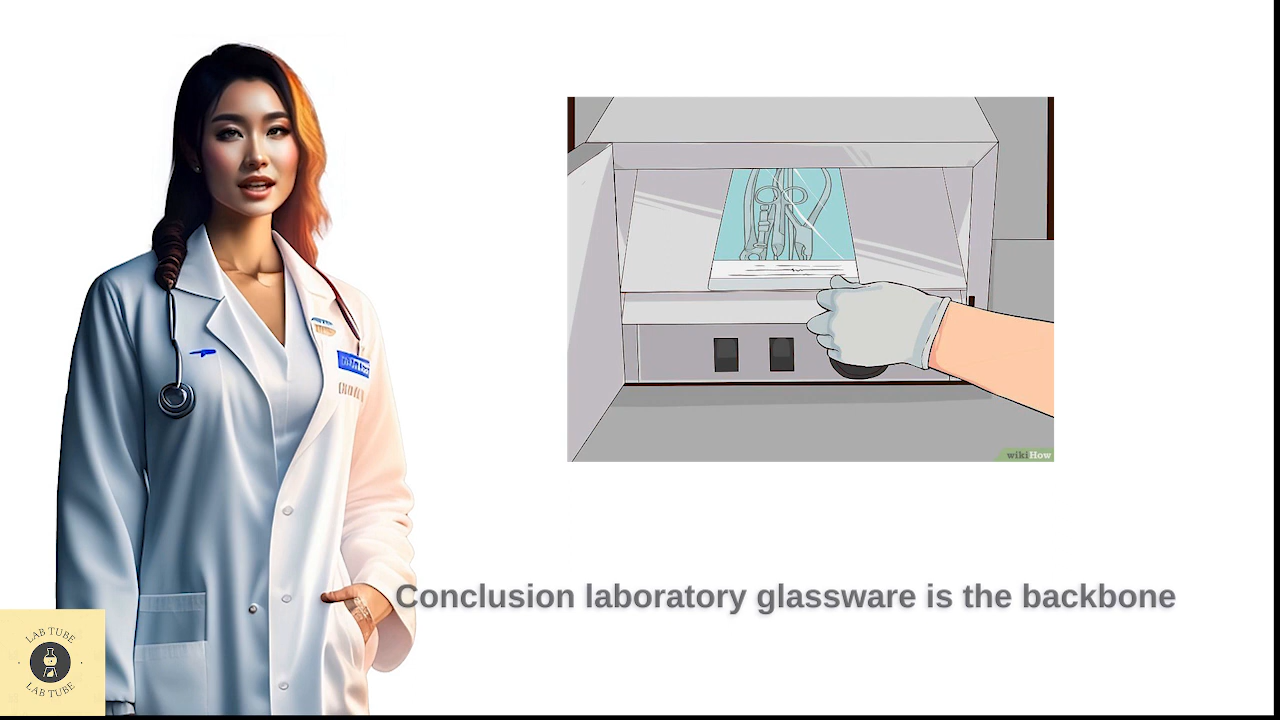 wikiHow
Conclusion laboratory glassware is the backbone
LAB TUBE
LAB TUBE